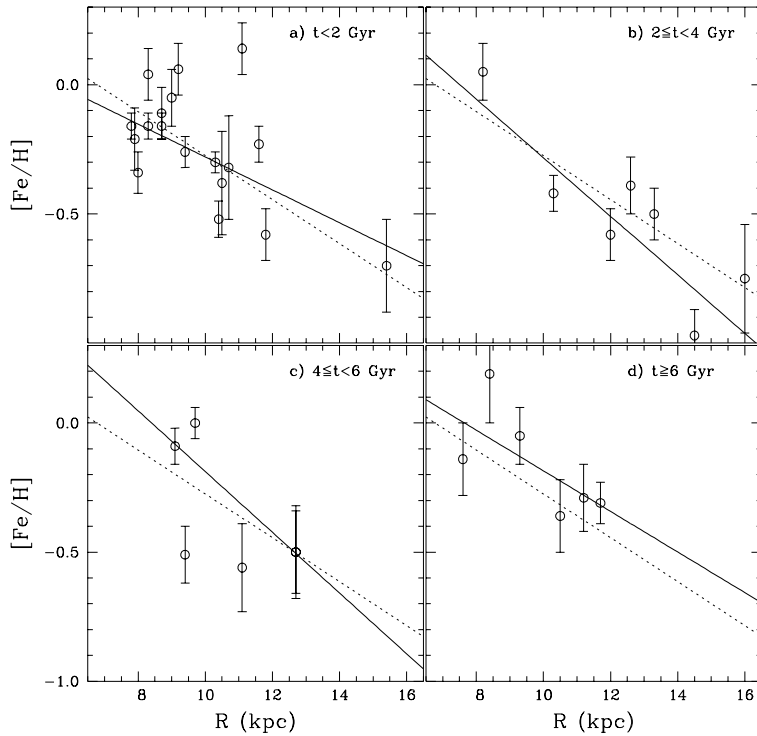 a) t<2 Gyr
b) 2≦t<4 Gyr
0.0
[Fe/H]
−0.5
c) 4≦t<6 Gyr
d) t≧6 Gyr
0.0
[Fe/H]
−0.5
−1.0
8 10 12 14 16 8 10 12 14 16
R (kpc) R (kpc)